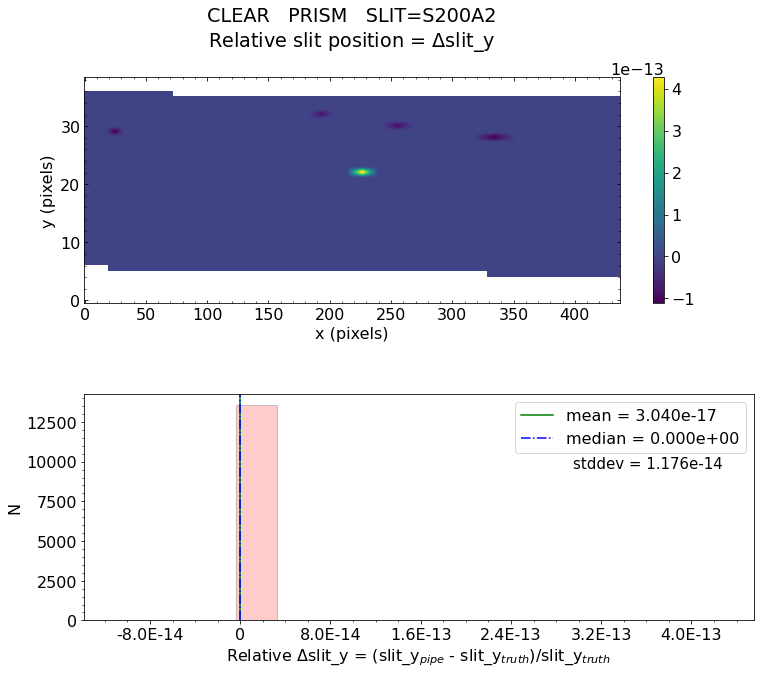 CLEAR PRISM SLIT=S200A2
Relative slit position = Δslit_y
1e−13
y (pixels)
30
20
10
0
0 50 100 150 200 250 300 350 400
x (pixels)
4
3
2
1
0
−1
N
12500
10000
7500
5000
2500
0
mean = 3.040e-17
median = 0.000e+00
stddev = 1.176e-14
-8.0E-14 0 8.0E-14 1.6E-13 2.4E-13 3.2E-13 4.0E-13
Relative Δslit_y = (slit_y_pipe - slit_y_truth)/slit_y_truth